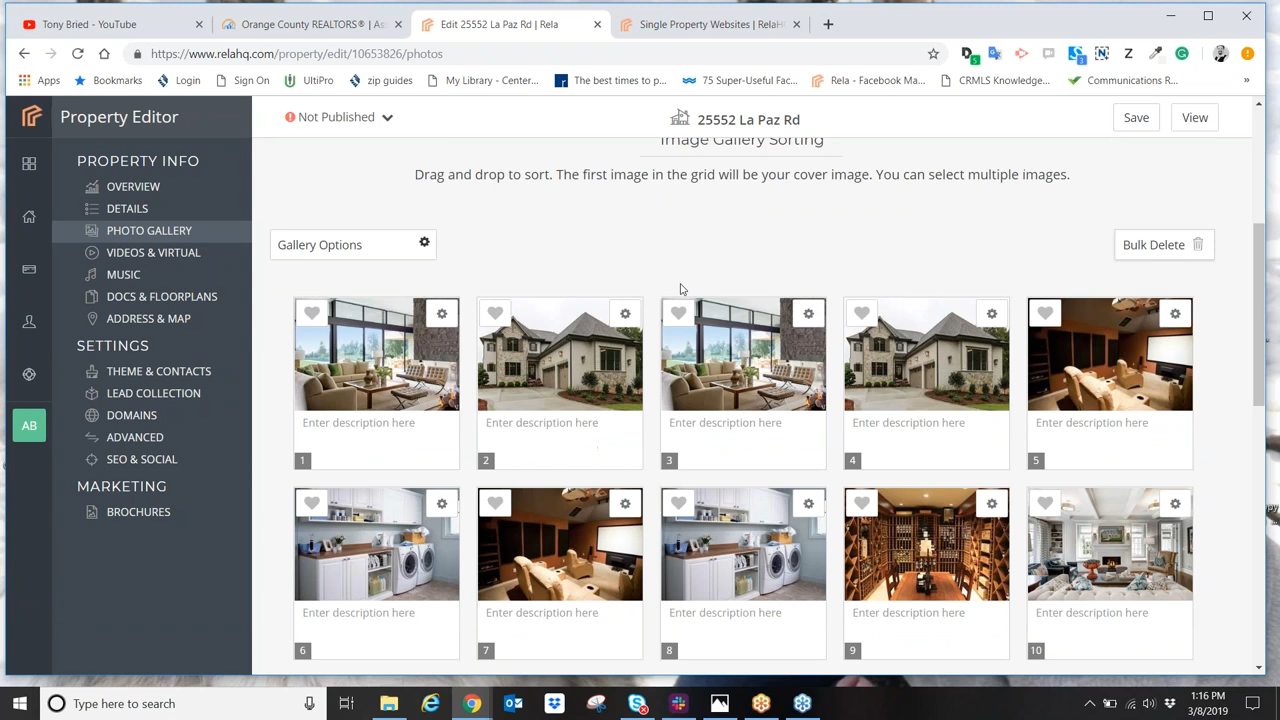 Tony Bried - YouTube
Orange County REALTORS® | As
Edit 25552 La Paz Rd | Rela
Single Property Websites | RelaH
https://www.relahq.com/property/edit/10653826/photos
Apps
Bookmarks
Login
Sign On
UltiPro
zip guides
My Library - Center...
The best times to p...
75 Super-Useful Fac...
Rela - Facebook Ma...
CRMLS Knowledge...
Communications R...
»
Property Editor
Not Published
25552 La Paz Rd
Save
View
PROPERTY INFO
OVERVIEW
DETAILS
PHOTO GALLERY
VIDEOS & VIRTUAL
MUSIC
DOCS & FLOORPLANS
ADDRESS & MAP
SETTINGS
THEME & CONTACTS
LEAD COLLECTION
DOMAINS
ADVANCED
SEO & SOCIAL
MARKETING
BROCHURES
AB
Image Gallery Sorting
Drag and drop to sort. The first image in the grid will be your cover image. You can select multiple images.
Gallery Options
Bulk Delete
Enter description here
1
Enter description here
2
Enter description here
3
Enter description here
4
Enter description here
5
Enter description here
6
Enter description here
7
Enter description here
8
Enter description here
9
Enter description here
10
Type here to search
1:16 PM
3/8/2019